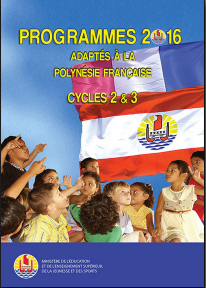 PROGRAMMES 2016
ADAPTÉS À LA
POLYNÉSIE FRANÇAISE
CYCLES 2 & 3
MINISTÈRE DE L'ÉDUCATION
ET DE L'ENSEIGNEMENT SUPÉRIEUR
DE LA JEUNESSE ET DES SPORTS